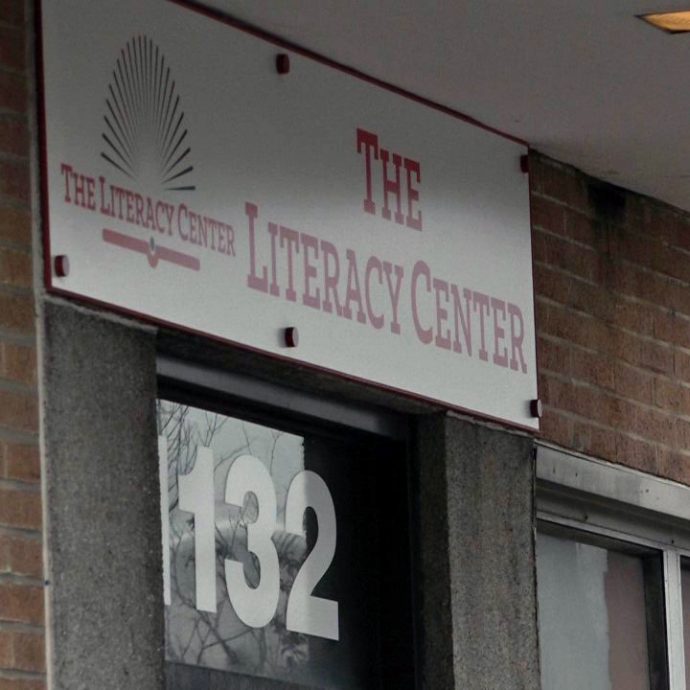 The Literacy Center
The
Literacy Center
132